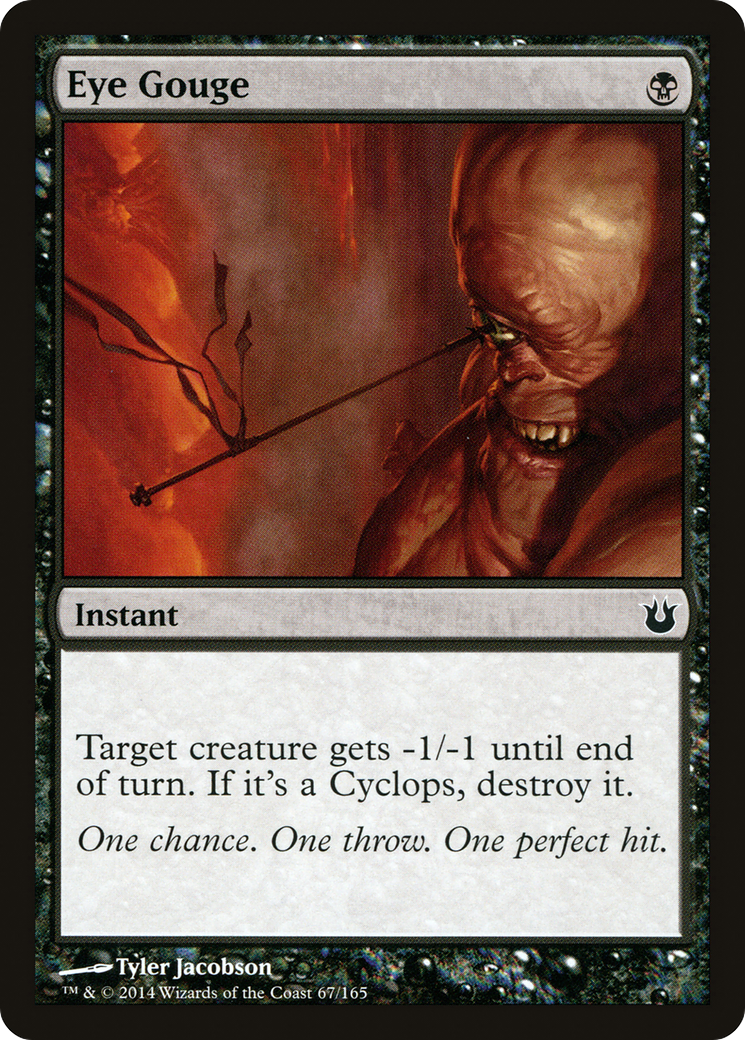 Eye Gouge
Instant
Target creature gets -1/-1 until end
of turn. If it's a Cyclops, destroy it.
One chance. One throw. One perfect hit.
Tyler Jacobson
™ & © 2014 Wizards of the Coast 67/165